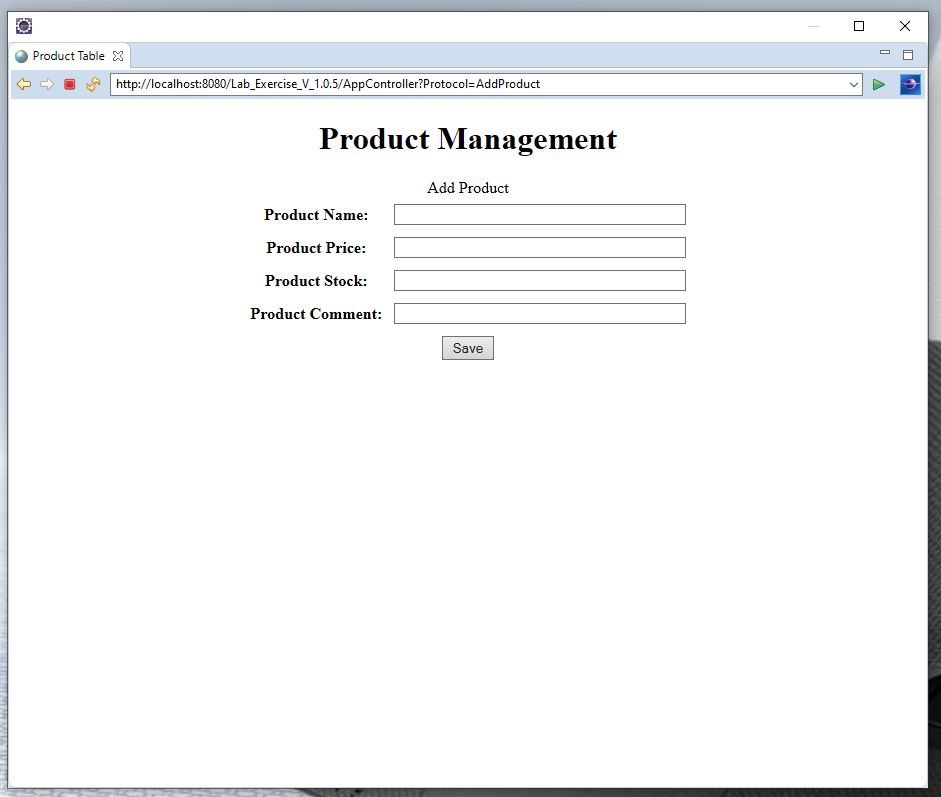 Product Table
http://localhost:8080/Lab_Exercise_V_1.0.5/AppController?Protocol=AddProduct
Product Management
Add Product
Product Name:
Product Price:
Product Stock:
Product Comment:
Save